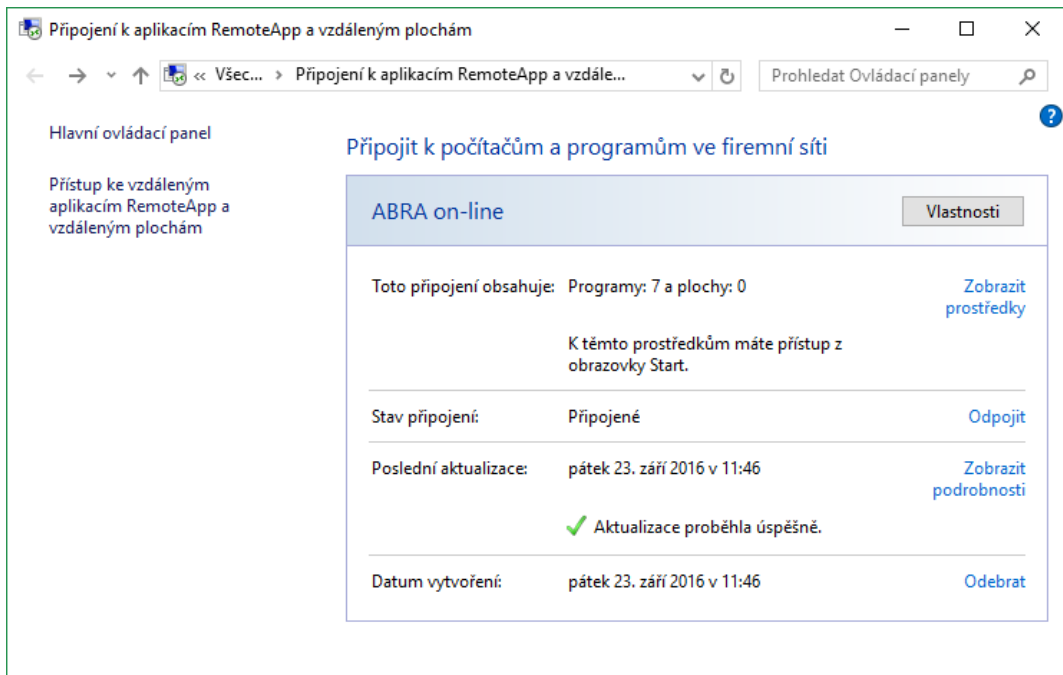 Připojení k aplikacím RemoteApp a vzdáleným plochám
« Všec... › Připojení k aplikacím RemoteApp a vzdále...
Prohledat Ovládací panely
Hlavní ovládací panel
Přístup ke vzdáleným
aplikacím RemoteApp a
vzdáleným plochám
?
Připojit k počítačům a programům ve firemní síti
ABRA on-line
Vlastnosti
Toto připojení obsahuje: Programy: 7 a plochy: 0
Zobrazit
prostředky
K těmto prostředkům máte přístup z
obrazovky Start.
Stav připojení: Připojené Odpojit
Poslední aktualizace: pátek 23. září 2016 v 11:46
Zobrazit
podrobnosti
Aktualizace proběhla úspěšně.
Datum vytvoření: pátek 23. září 2016 v 11:46 Odebrat